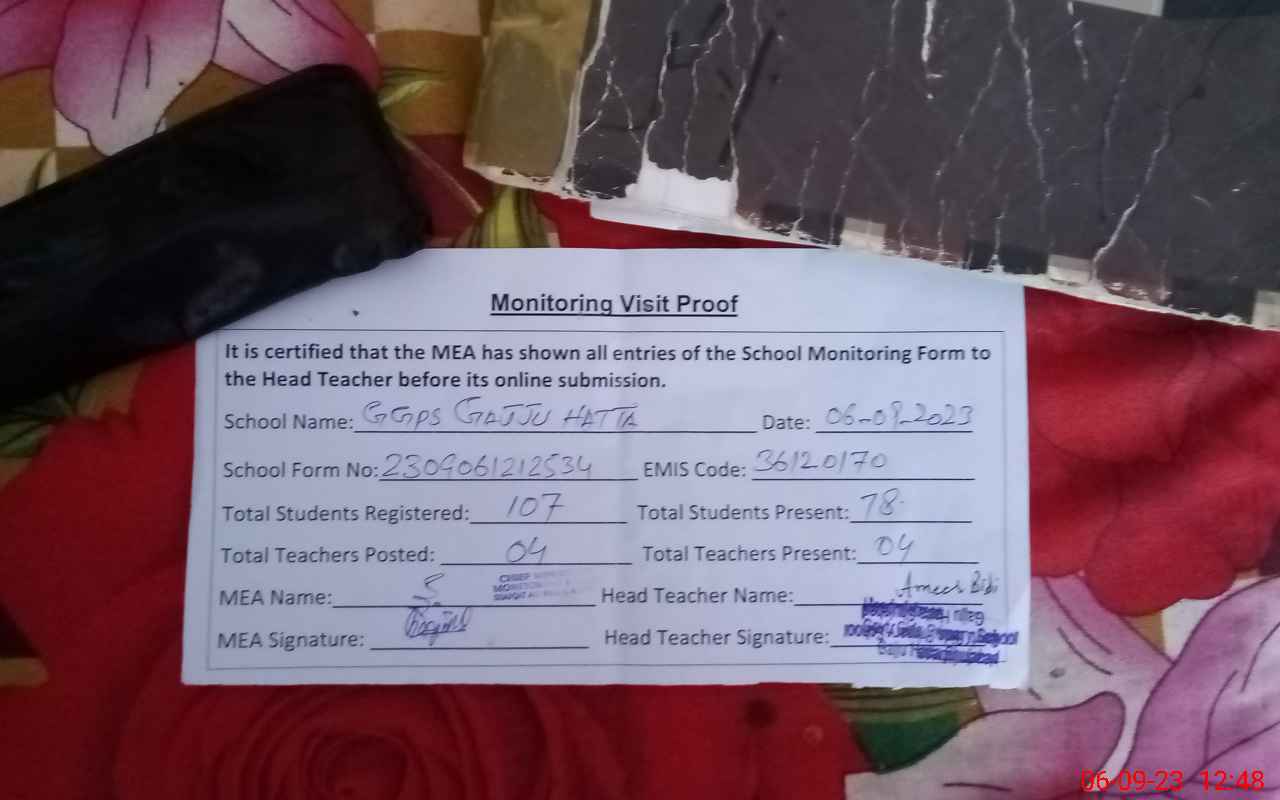 Monitoring Visit Proof
It is certified that the MEA has shown all entries of the School Monitoring Form to
the Head Teacher before its online submission.
School Name: GGPS GAJJU HATTA Date: 06-09-2023
School Form No: 2309061212534 EMIS Code: 36120170
Total Students Registered: 107 Total Students Present: 78
Total Teachers Posted: 04 Total Teachers Present: 04
MEA Name: Head Teacher Name: Ameer Bibi
MEA Signature: Head Teacher Signature:
06-09-23 12:48